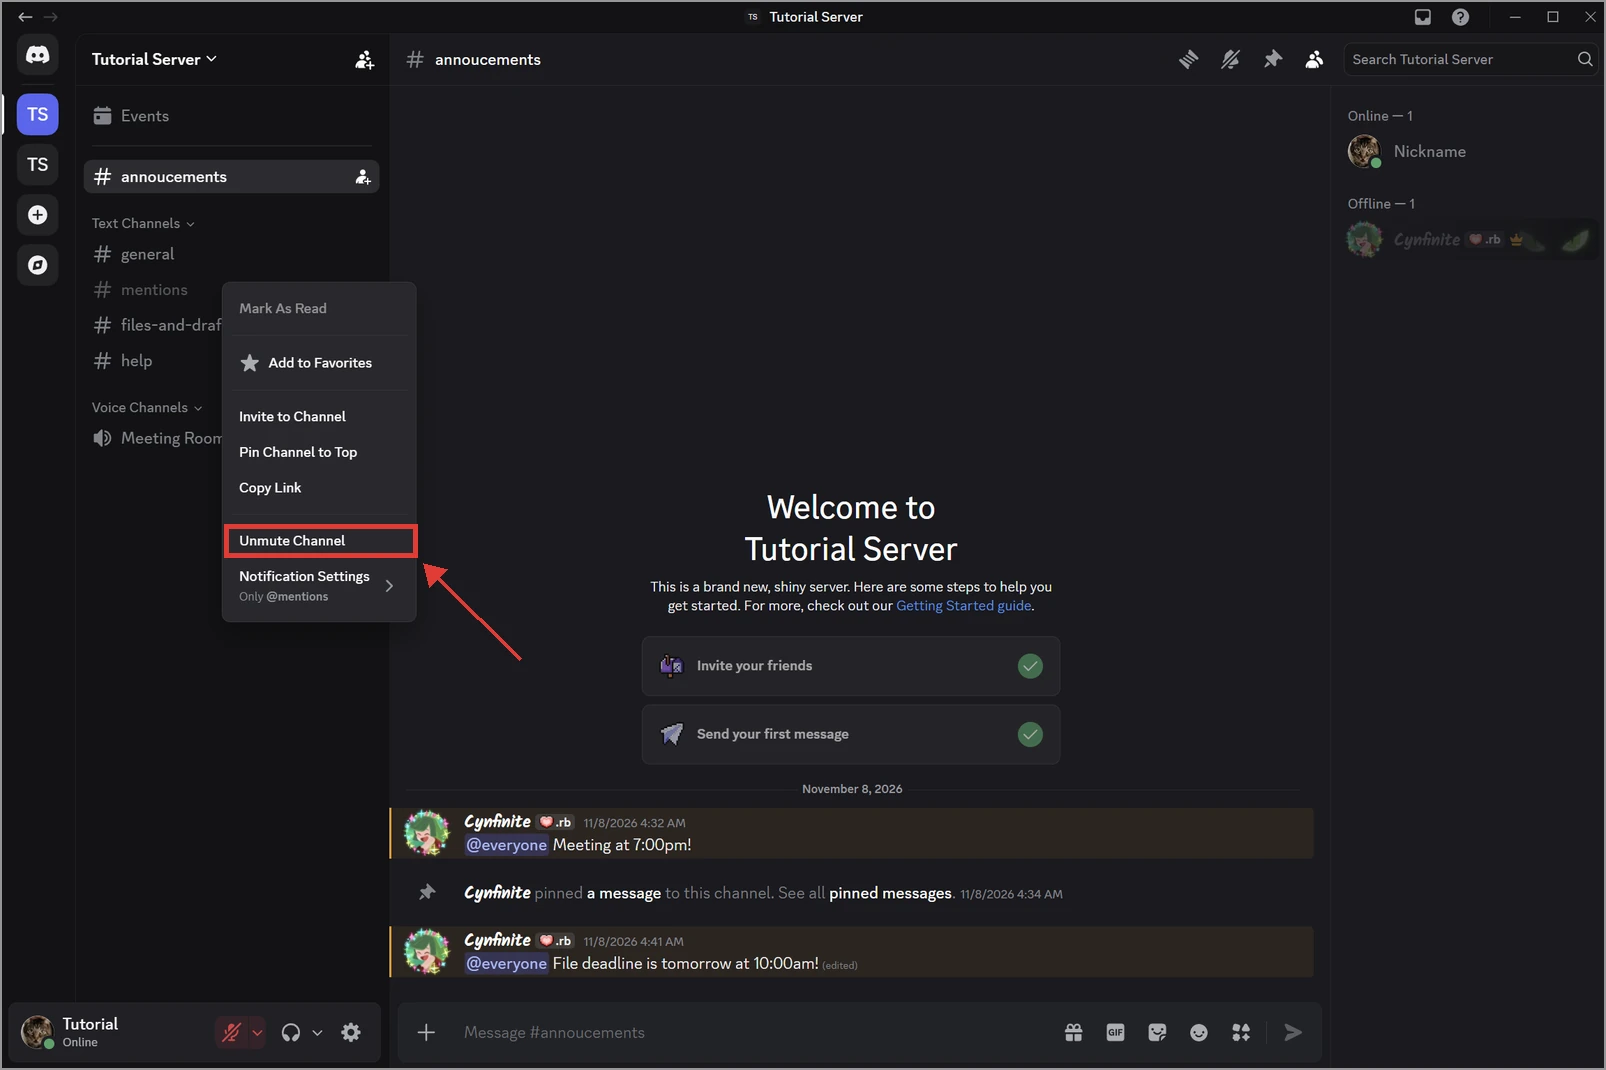 TS Tutorial Server
Tutorial Server
annoucements
Search Tutorial Server
TS
TS
Events
annoucements
Text Channels
general
mentions
files-and-draf
help
Voice Channels
Meeting Room
Mark As Read
Add to Favorites
Invite to Channel
Pin Channel to Top
Copy Link
Unmute Channel
Notification Settings
Only @mentions
Welcome to
Tutorial Server
This is a brand new, shiny server. Here are some steps to help you
get started. For more, check out our Getting Started guide.
Invite your friends
Send your first message
November 8, 2026
Cynfinite .rb 11/8/2026 4:32 AM
@everyone Meeting at 7:00pm!
Cynfinite pinned a message to this channel. See all pinned messages. 11/8/2026 4:34 AM
Cynfinite .rb 11/8/2026 4:41 AM
@everyone File deadline is tomorrow at 10:00am! (edited)
Message #annoucements
GIF
Online — 1
Nickname
Offline — 1
Cynfinite .rb
Tutorial
Online